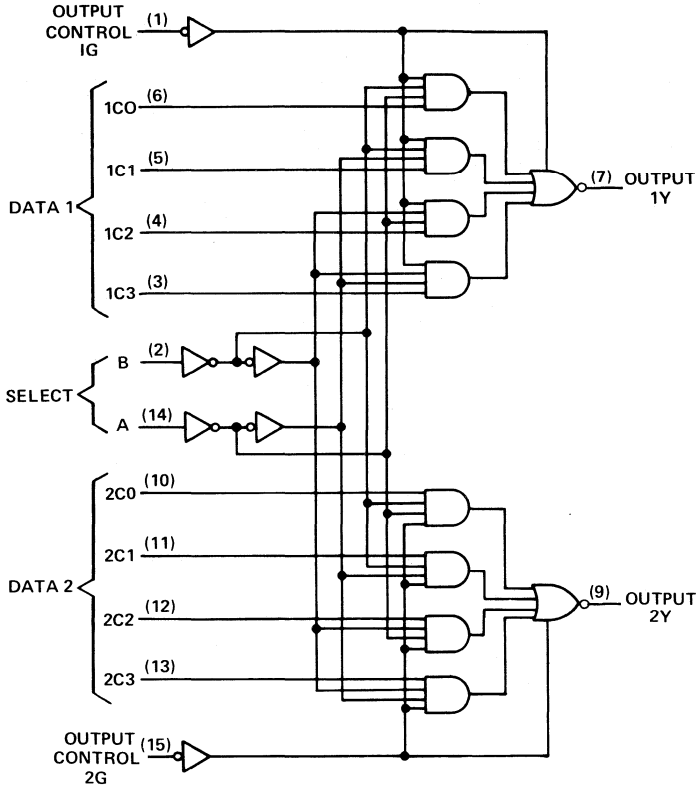 OUTPUT
CONTROL
IG
(1)
DATA 1
1C0
(6)
1C1
(5)
1C2
(4)
1C3
(3)
(7)
OUTPUT
1Y
SELECT
B
(2)
A
(14)
DATA 2
2C0
(10)
2C1
(11)
2C2
(12)
2C3
(13)
(9)
OUTPUT
2Y
OUTPUT
CONTROL
2G
(15)